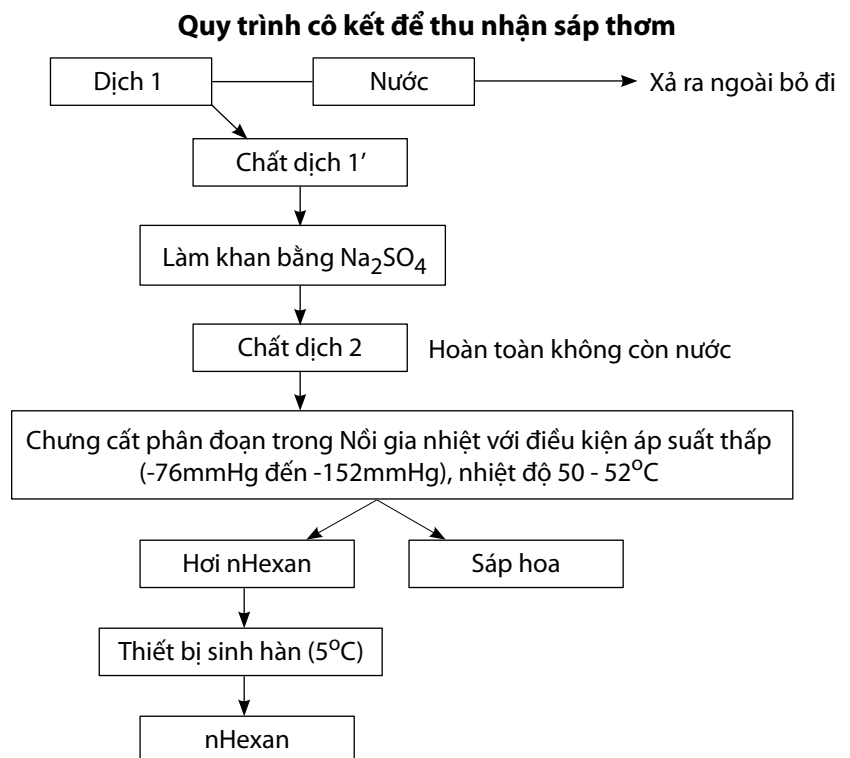 Quy trình cô kết để thu nhận sáp thơm
Dịch 1
Nước
Xả ra ngoài bỏ đi
Chất dịch 1’
Làm khan bằng Na₂SO₄
Chất dịch 2
Hoàn toàn không còn nước
Chưng cất phân đoạn trong Nồi gia nhiệt với điều kiện áp suất thấp
(-76mmHg đến -152mmHg), nhiệt độ 50 - 52ᴼC
Hơi nHexan
Sáp hoa
Thiết bị sinh hàn (5ᴼC)
nHexan